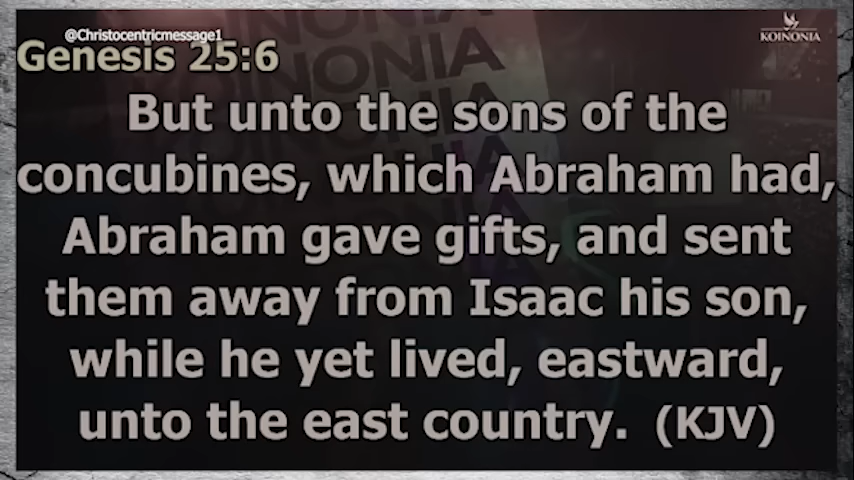 @Christocentricmessage1
KOINONIA
Genesis 25:6
KOINONIA
But unto the sons of the
concubines, which Abraham had,
Abraham gave gifts, and sent
them away from Isaac his son,
while he yet lived, eastward,
unto the east country. (KJV)